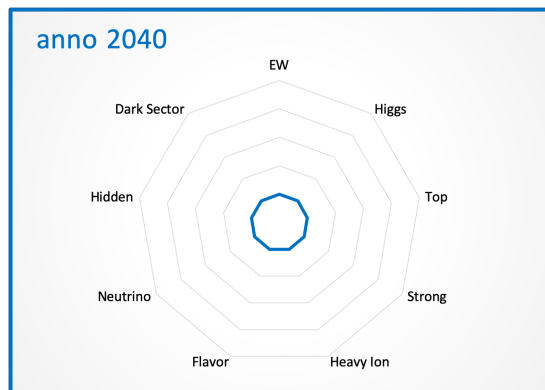 anno 2040
EW
Higgs
Top
Strong
Heavy Ion
Flavor
Neutrino
Hidden
Dark Sector